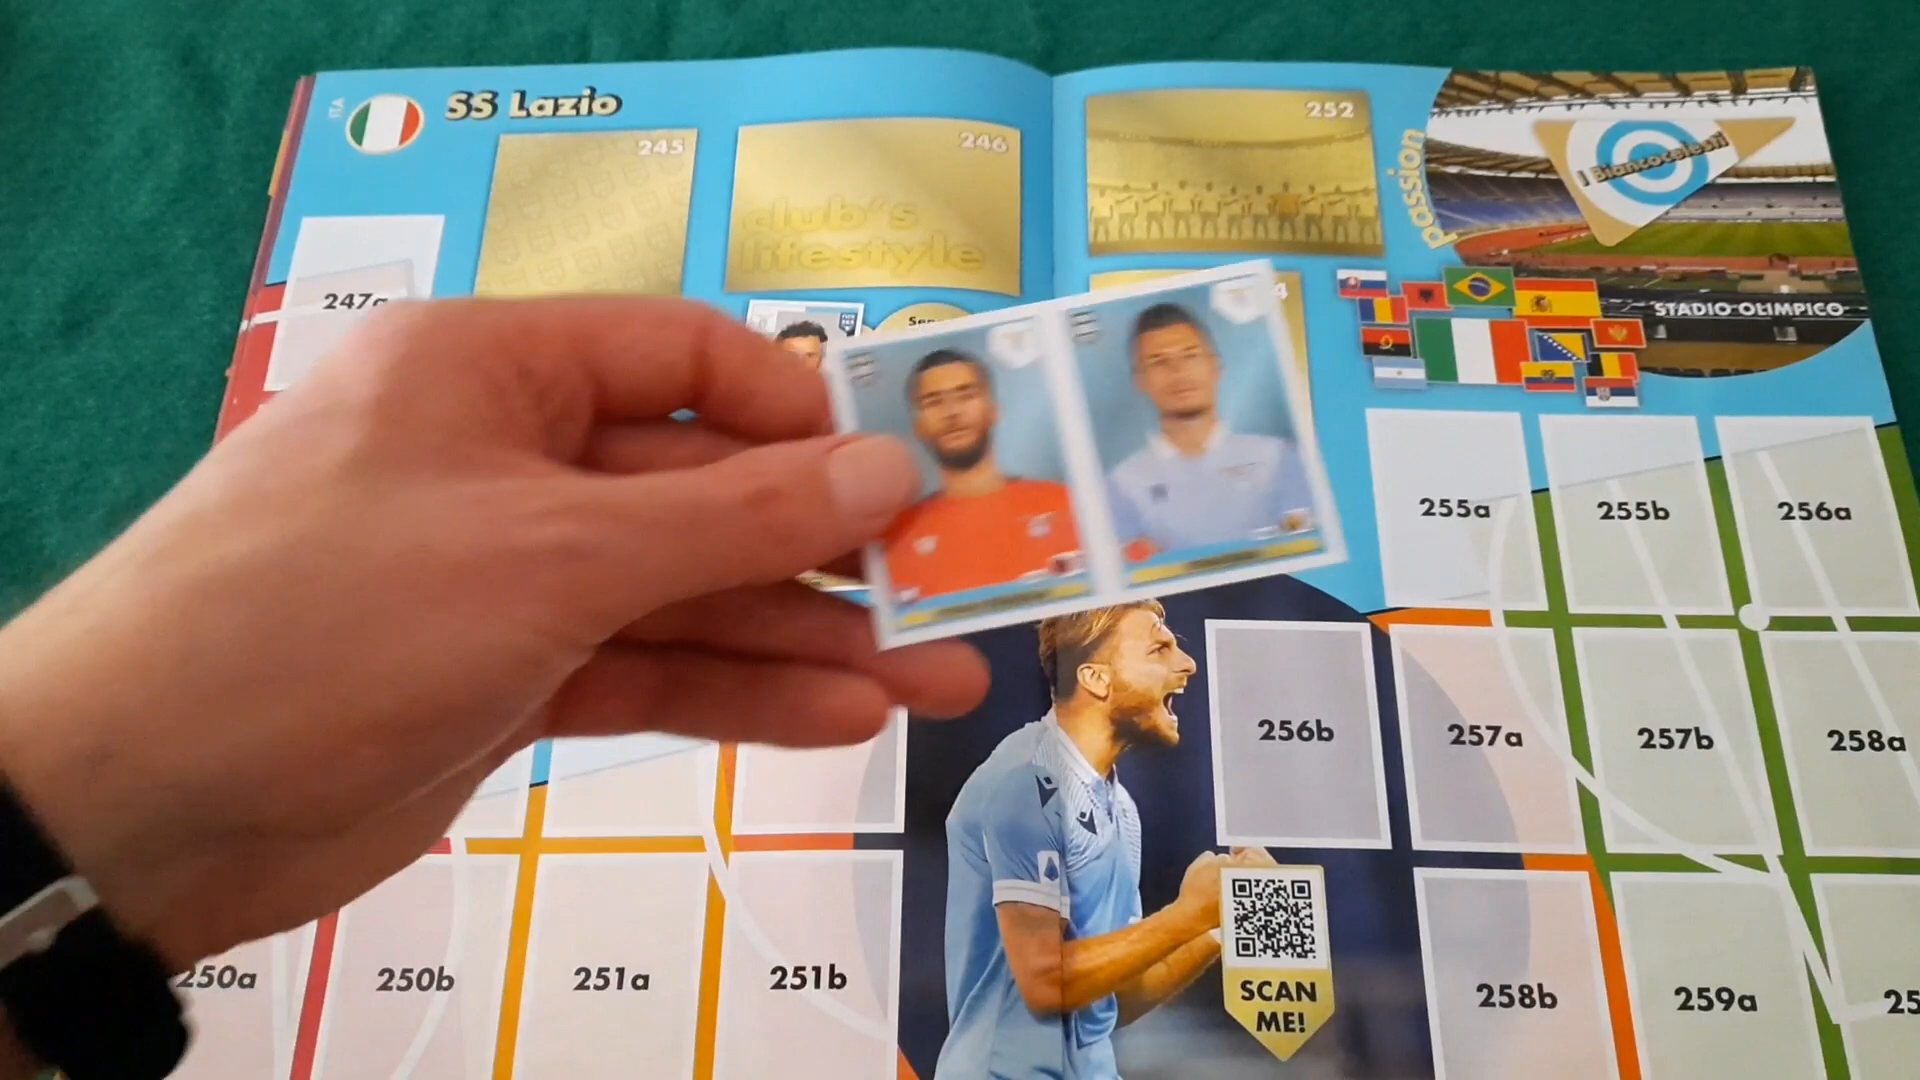 ITA
SS Lazio
245
246
club's
lifestyle
247a
252
passion
I Biancocelesti
STADIO OLIMPICO
255a
255b
256a
256b
257a
257b
258a
250a
250b
251a
251b
SCAN
ME!
258b
259a